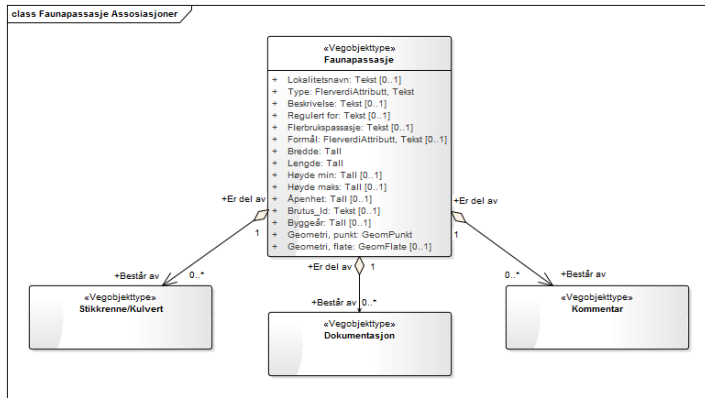 class Faunapassasje Assosiasjoner
«Vegobjekttype»
Faunapassasje
+ Lokalitetsnavn: Tekst [0..1]
+ Type: FlerverdiAttributt, Tekst
+ Beskrivelse: Tekst [0..1]
+ Regulert for: Tekst [0..1]
+ Flerbrukspassasje: Tekst [0..1]
+ Formål: FlerverdiAttributt, Tekst [0..1]
+ Bredde: Tall
+ Lengde: Tall
+ Høyde min: Tall [0..1]
+ Høyde maks: Tall [0..1]
+ Åpenhet: Tall [0..1]
+ Brutus_Id: Tekst [0..1]
+ Byggeår: Tall [0..1]
+ Geometri, punkt: GeomPunkt
+ Geometri, flate: GeomFlate [0..1]
+Er del av
1
+Er del av
1
+Er del av 1
+Består av 0..*
+Består av 0..*
0..* +Består av
«Vegobjekttype»
Stikkrenne/Kulvert
«Vegobjekttype»
Dokumentasjon
«Vegobjekttype»
Kommentar